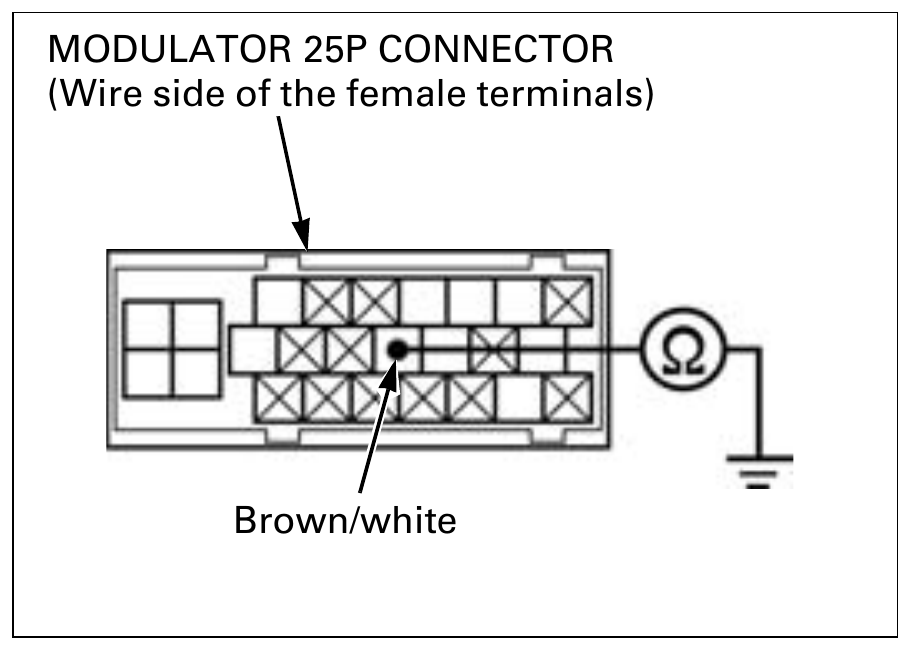 MODULATOR 25P CONNECTOR
(Wire side of the female terminals)
Ω
Brown/white